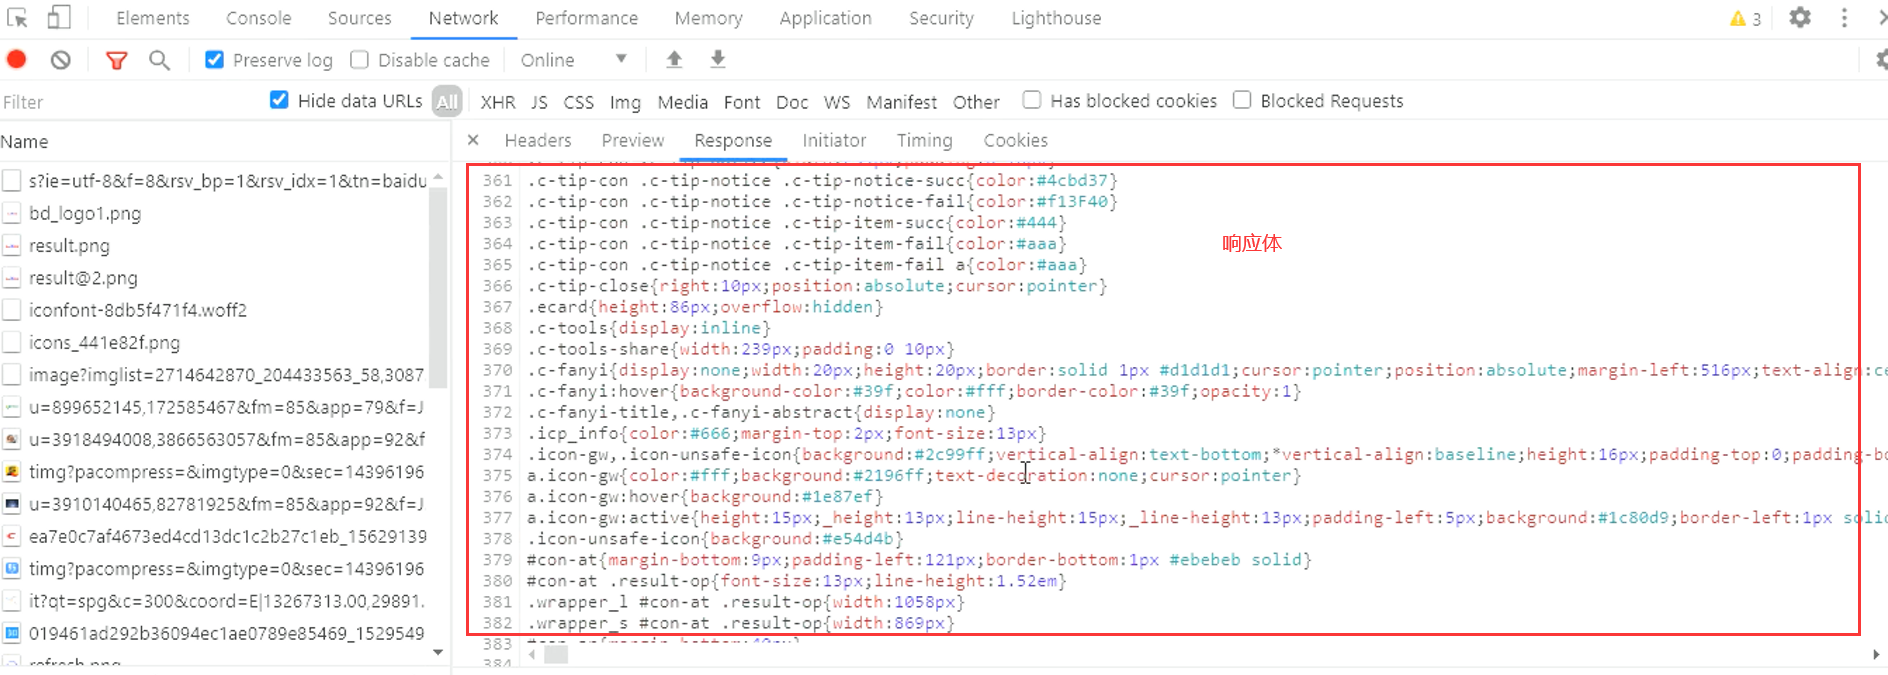 Elements Console Sources Network Performance Memory Application Security Lighthouse 3
Preserve log Disable cache Online
Filter Hide data URLs All XHR JS CSS Img Media Font Doc WS Manifest Other Has blocked cookies Blocked Requests
Name
× Headers Preview Response Initiator Timing Cookies
s?ie=utf-8&f=8&rsv_bp=1&rsv_idx=1&tn=baidu
bd_logo1.png
result.png
result@2.png
iconfont-8db5f471f4.woff2
icons_441e82f.png
image?imglist=2714642870_204433563_58,3087
u=899652145,172585467&fm=85&app=79&f=J
u=3918494008,3866563057&fm=85&app=92&f
timg?pacompress=&imgtype=0&sec=14396196
u=3910140465,82781925&fm=85&app=92&f=J
ea7e0c7af4673ed4cd13dc1c2b27c1eb_15629139
timg?pacompress=&imgtype=0&sec=14396196
it?qt=spg&c=300&coord=E|13267313.00,29891.
019461ad292b36094ec1ae0789e85469_1529549
refresh.png
361 .c-tip-con .c-tip-notice .c-tip-notice-succ{color:#4cbd37}
362 .c-tip-con .c-tip-notice .c-tip-notice-fail{color:#f13F40}
363 .c-tip-con .c-tip-notice .c-tip-item-succ{color:#444}
364 .c-tip-con .c-tip-notice .c-tip-item-fail{color:#aaa}
365 .c-tip-con .c-tip-notice .c-tip-item-fail a{color:#aaa}
366 .c-tip-close{right:10px;position:absolute;cursor:pointer}
367 .ecard{height:86px;overflow:hidden}
368 .c-tools{display:inline}
369 .c-tools-share{width:239px;padding:0 10px}
370 .c-fanyi{display:none;width:20px;height:20px;border:solid 1px #d1d1d1;cursor:pointer;position:absolute;margin-left:516px;text-align:ce
371 .c-fanyi:hover{background-color:#39f;color:#fff;border-color:#39f;opacity:1}
372 .c-fanyi-title,.c-fanyi-abstract{display:none}
373 .icp_info{color:#666;margin-top:2px;font-size:13px}
374 .icon-gw,.icon-unsafe-icon{background:#2c99ff;vertical-align:text-bottom;*vertical-align:baseline;height:16px;padding-top:0;padding-bo
375 a.icon-gw{color:#fff;background:#2196ff;text-decoration:none;cursor:pointer}
376 a.icon-gw:hover{background:#1e87ef}
377 a.icon-gw:active{height:15px;_height:13px;line-height:15px;_line-height:13px;padding-left:5px;background:#1c80d9;border-left:1px solid
378 .icon-unsafe-icon{background:#e54d4b}
379 #con-at{margin-bottom:9px;padding-left:121px;border-bottom:1px #ebebeb solid}
380 #con-at .result-op{font-size:13px;line-height:1.52em}
381 .wrapper_l #con-at .result-op{width:1058px}
382 .wrapper_s #con-at .result-op{width:869px}
383
384
响应体